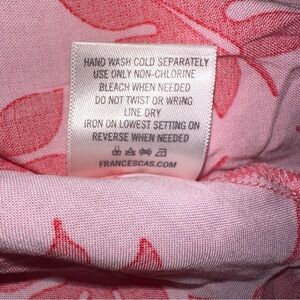 HAND WASH COLD SEPARATELY
USE ONLY NON-CHLORINE
BLEACH WHEN NEEDED
DO NOT TWIST OR WRING
LINE DRY
IRON ON LOWEST SETTING ON
REVERSE WHEN NEEDED
FRANCESCAS.COM